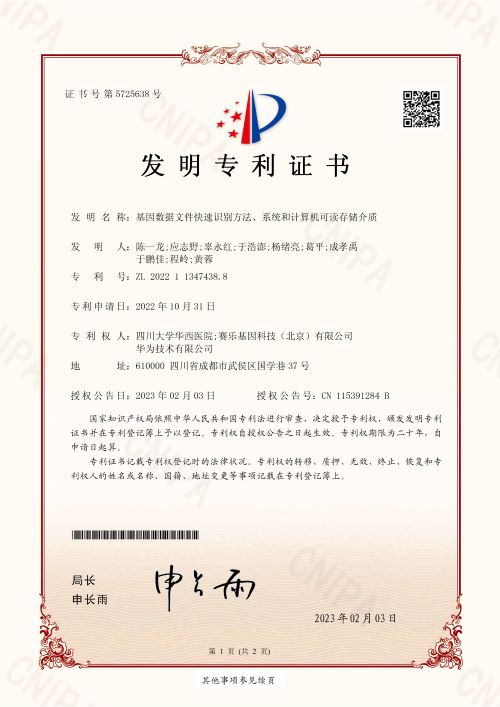 证书号第5725638号
发明专利证书
发明名称：基因数据文件快速识别方法、系统和计算机可读存储介质
发明人：陈一龙;应志野;辜永红;于浩澎;杨绪亮;葛平;成孝禹
于鹏佳;程岭;黄蓉
专利号：ZL 2022 1 1347438.8
专利申请日：2022年10月31日
专利权人：四川大学华西医院;赛乐基因科技（北京）有限公司
华为技术有限公司
地址：610000 四川省成都市武侯区国学巷37号
授权公告日：2023年02月03日 授权公告号：CN 115391284 B
国家知识产权局依照中华人民共和国专利法进行审查，决定授予专利权，颁发发明专利
证书并在专利登记簿上予以登记。专利权自授权公告之日起生效。专利权期限为二十年，自
申请日起算。
专利证书记载专利权登记时的法律状况。专利权的转移、质押、无效、终止、恢复和专
利权人的姓名或名称、国籍、地址变更等事项记载在专利登记簿上。
局长
申长雨
申长雨
2023年02月03日
第 1 页 (共 2 页)
其他事项参见续页
CNIPA